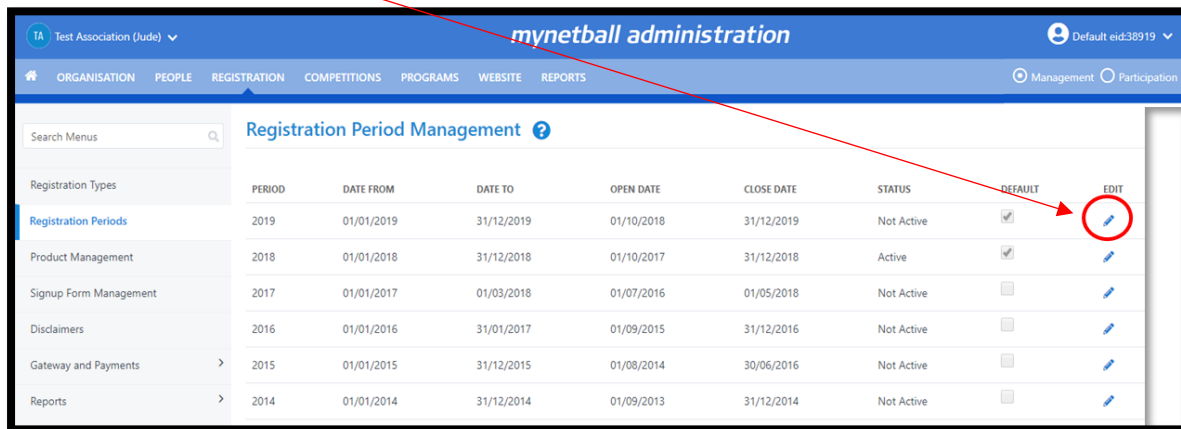 TA Test Association (Jude)
mynetball administration
Default eid:38919
ORGANISATION PEOPLE REGISTRATION COMPETITIONS PROGRAMS WEBSITE REPORTS
Management Participation
Search Menus
Registration Types
Registration Periods
Product Management
Signup Form Management
Disclaimers
Gateway and Payments
Reports
Registration Period Management ?
PERIOD DATE FROM DATE TO OPEN DATE CLOSE DATE STATUS DEFAULT EDIT
2019 01/01/2019 31/12/2019 01/10/2018 31/12/2019 Not Active
2018 01/01/2018 31/12/2018 01/10/2017 31/12/2018 Active
2017 01/01/2017 01/03/2018 01/07/2016 01/05/2018 Not Active
2016 01/01/2016 31/01/2017 01/09/2015 31/12/2016 Not Active
2015 01/01/2015 31/12/2015 01/08/2014 30/06/2016 Not Active
2014 01/01/2014 31/12/2014 01/09/2013 31/12/2014 Not Active